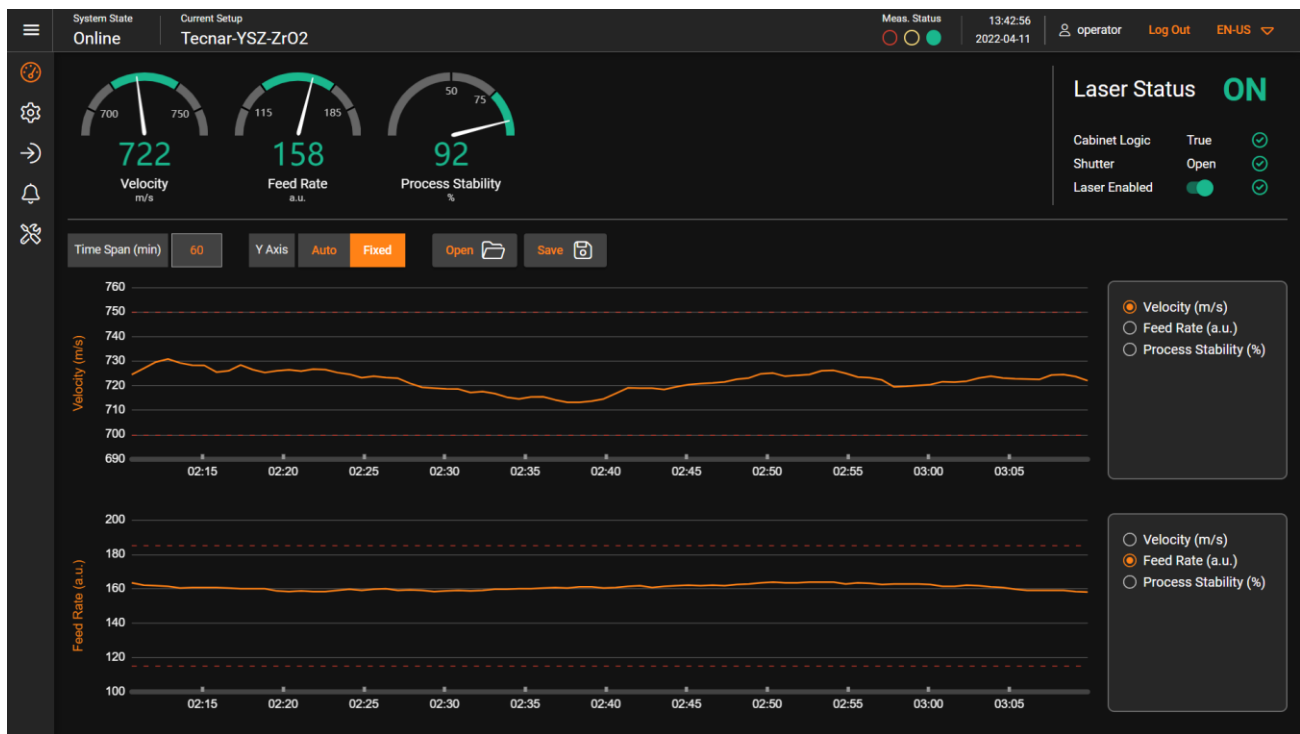 System State
Online
Current Setup
Tecnar-YSZ-ZrO2
Meas. Status
13:42:56
2022-04-11
operator
Log Out
EN-US
700 750
722
Velocity
m/s
115 185
158
Feed Rate
a.u.
50 75
92
Process Stability
%
Laser Status ON
Cabinet Logic True
Shutter Open
Laser Enabled
Time Span (min) 60 Y Axis Auto Fixed Open Save
Velocity (m/s)
760
750
740
730
720
710
700
690
02:15 02:20 02:25 02:30 02:35 02:40 02:45 02:50 02:55 03:00 03:05
Velocity (m/s)
Feed Rate (a.u.)
Process Stability (%)
Feed Rate (a.u.)
200
180
160
140
120
100
02:15 02:20 02:25 02:30 02:35 02:40 02:45 02:50 02:55 03:00 03:05
Velocity (m/s)
Feed Rate (a.u.)
Process Stability (%)